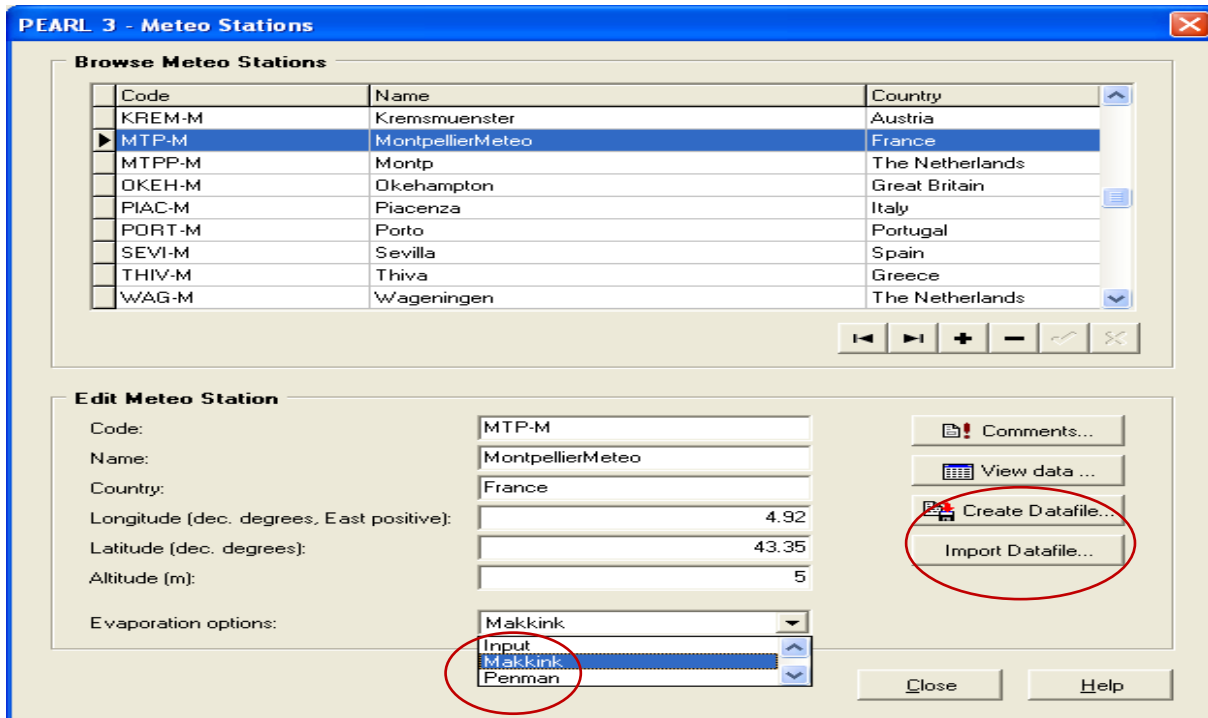 PEARL 3 - Meteo Stations
Browse Meteo Stations
Code Name Country
KREM-M Kremsmuenster Austria
MTP-M MontpellierMeteo France
MTPP-M Montp The Netherlands
OKEH-M Okehampton Great Britain
PIAC-M Piacenza Italy
PORT-M Porto Portugal
SEVI-M Sevilla Spain
THIV-M Thiva Greece
WAG-M Wageningen The Netherlands
Edit Meteo Station
Code: MTP-M Comments...
Name: MontpellierMeteo View data ...
Country: France
Longitude (dec. degrees, East positive): 4.92 Create Datafile...
Latitude (dec. degrees): 43.35 Import Datafile...
Altitude (m): 5
Evaporation options: Makkink
Input
Makkink
Penman
Close Help